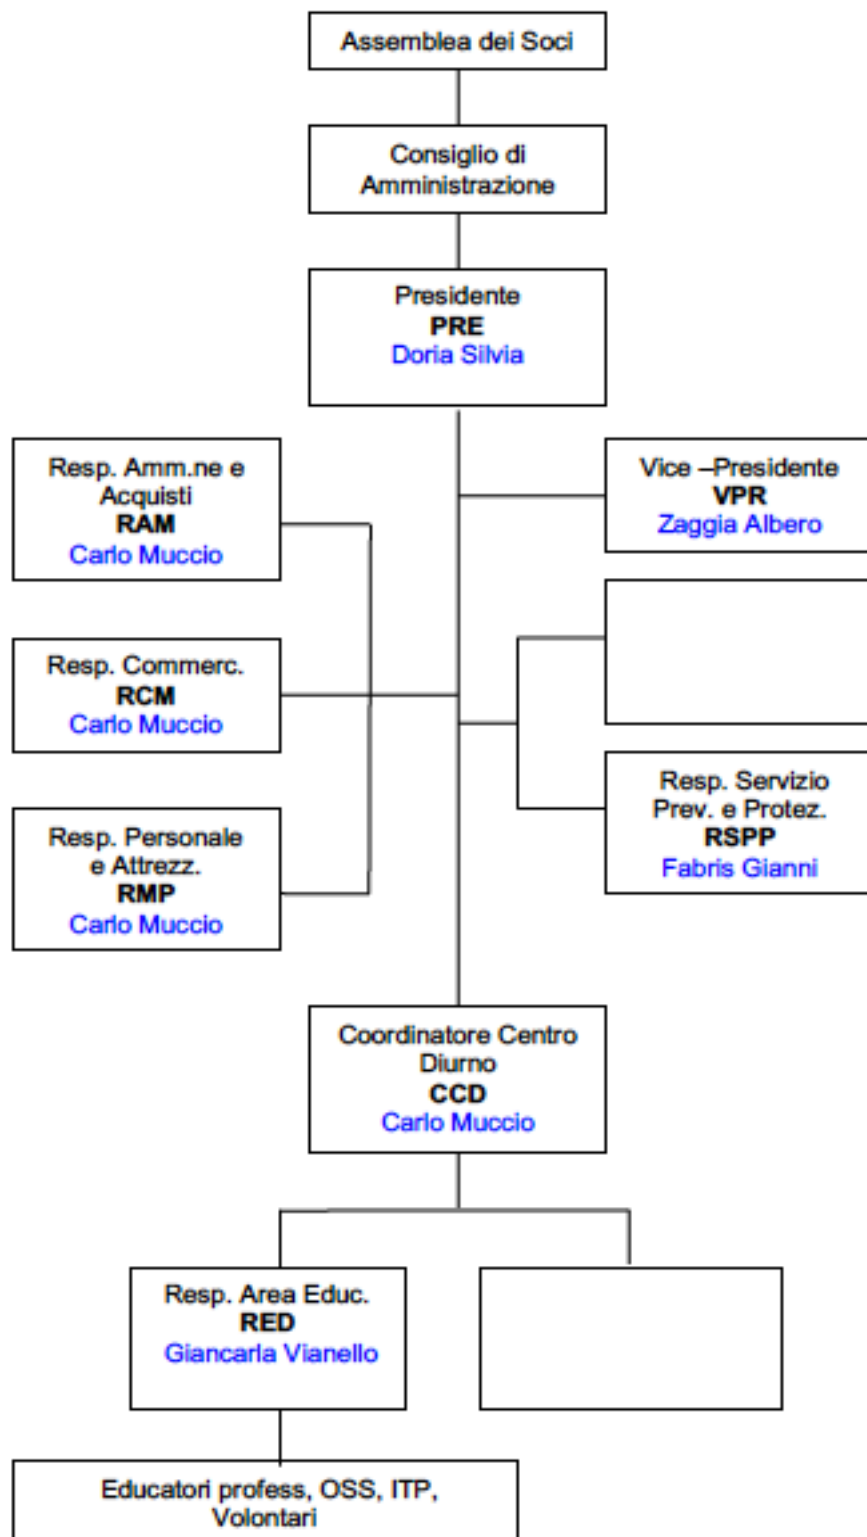 Assemblea dei Soci
Consiglio di
Amministrazione
Presidente
PRE
Doria Silvia
Resp. Amm.ne e
Acquisti
RAM
Carlo Muccio
Vice –Presidente
VPR
Zaggia Albero
Resp. Commerc.
RCM
Carlo Muccio
Resp. Servizio
Prev. e Protez.
RSPP
Fabris Gianni
Resp. Personale
e Attrezz.
RMP
Carlo Muccio
Coordinatore Centro
Diurno
CCD
Carlo Muccio
Resp. Area Educ.
RED
Giancarla Vianello
Educatori profess, OSS, ITP,
Volontari